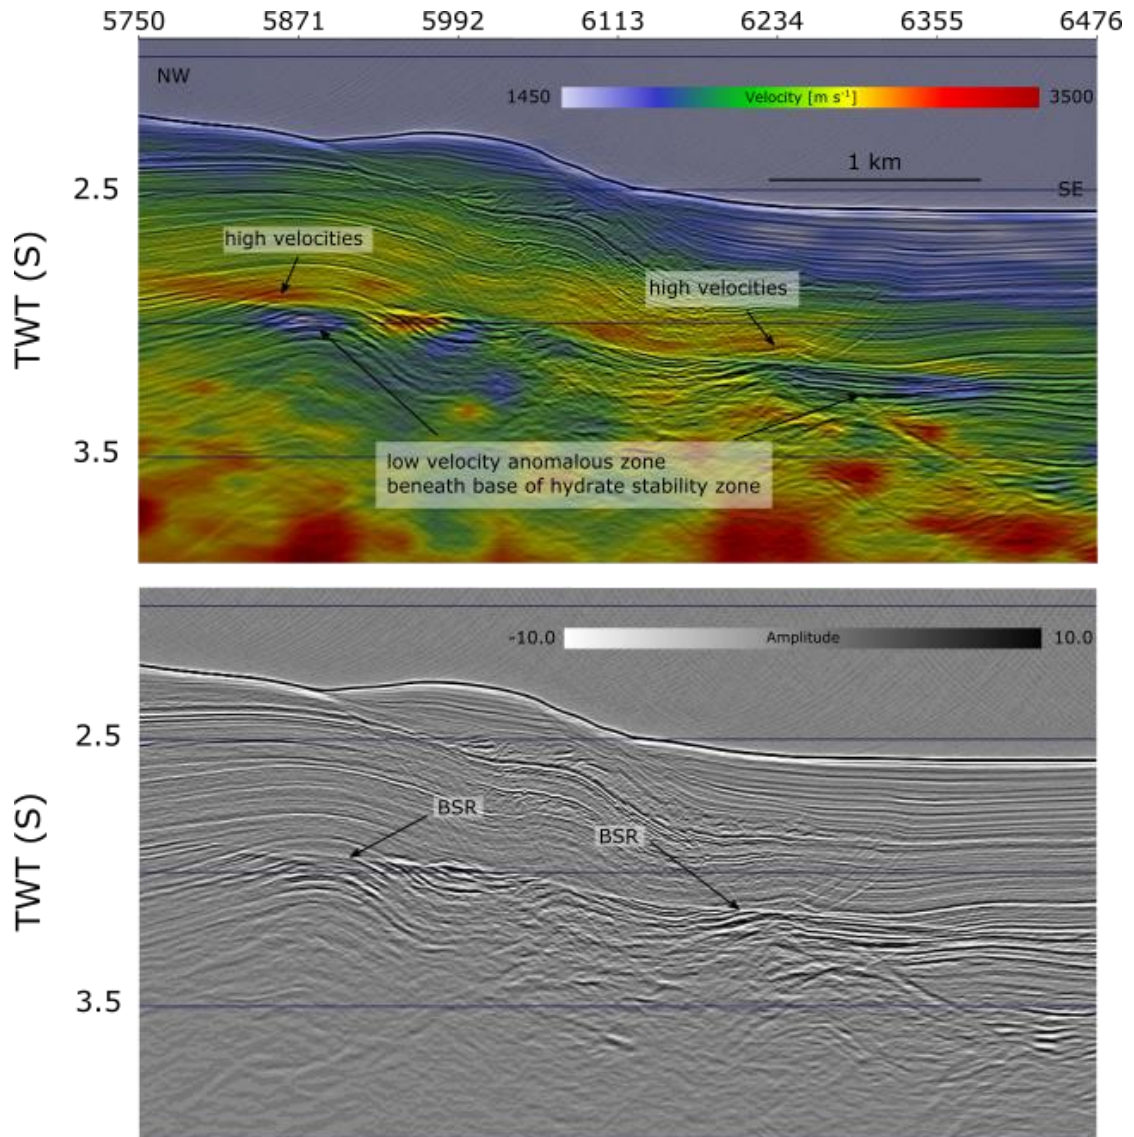 5750 5871 5992 6113 6234 6355 6476
NW
1450 Velocity [m s⁻¹] 3500
1 km
2.5
SE
high velocities
high velocities
TWT (S)
3.5
low velocity anomalous zone
beneath base of hydrate stability zone
-10.0 Amplitude 10.0
2.5
BSR
BSR
TWT (S)
3.5